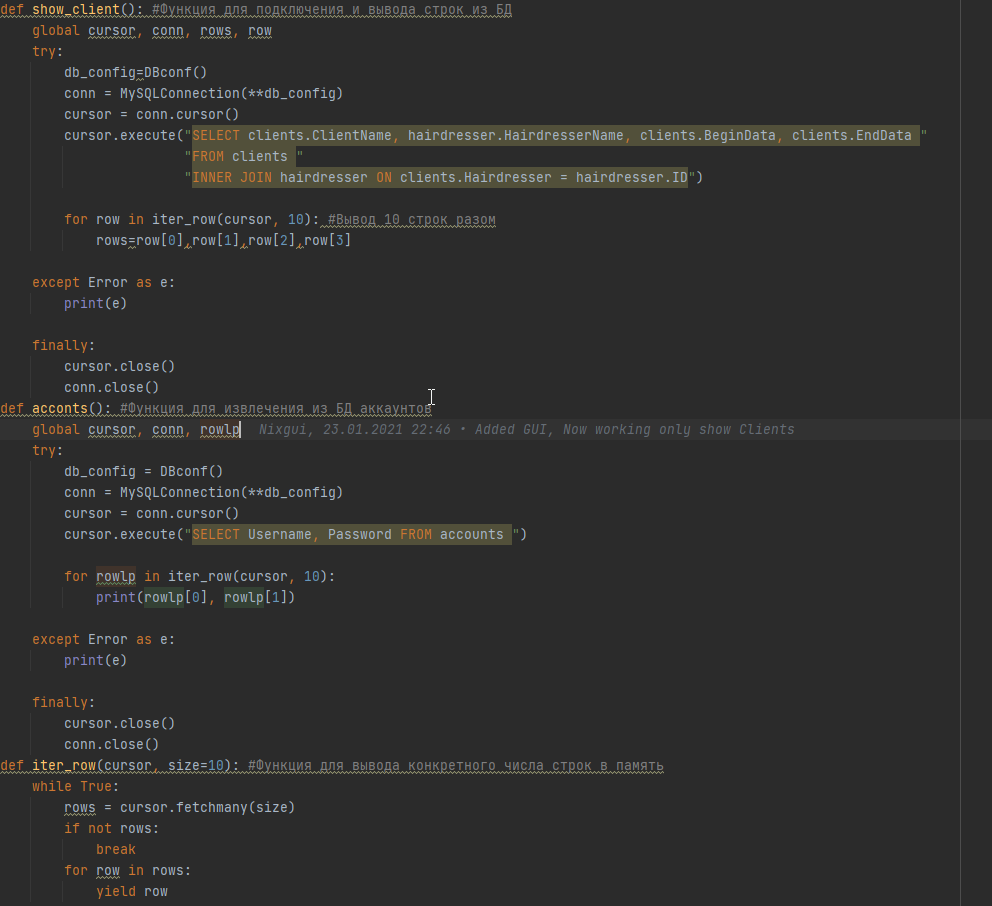 def show_client(): #Функция для подключения и вывода строк из БД
    global cursor, conn, rows, row
    try:
        db_config=DBconf()
        conn = MySQLConnection(**db_config)
        cursor = conn.cursor()
        cursor.execute("SELECT clients.ClientName, hairdresser.HairdresserName, clients.BeginData, clients.EndData "
                       "FROM clients "
                       "INNER JOIN hairdresser ON clients.Hairdresser = hairdresser.ID")
        for row in iter_row(cursor, 10): #Вывод 10 строк разом
            rows=row[0],row[1],row[2],row[3]
    except Error as e:
        print(e)
    finally:
        cursor.close()
        conn.close()
def acconts(): #Функция для извлечения из БД аккаунтов
    global cursor, conn, rowlp   Nixgui, 23.01.2021 22:46 • Added GUI, Now working only show Clients
    try:
        db_config = DBconf()
        conn = MySQLConnection(**db_config)
        cursor = conn.cursor()
        cursor.execute("SELECT Username, Password FROM accounts ")
        for rowlp in iter_row(cursor, 10):
            print(rowlp[0], rowlp[1])
    except Error as e:
        print(e)
    finally:
        cursor.close()
        conn.close()
def iter_row(cursor, size=10): #Функция для вывода конкретного числа строк в память
    while True:
        rows = cursor.fetchmany(size)
        if not rows:
            break
        for row in rows:
            yield row